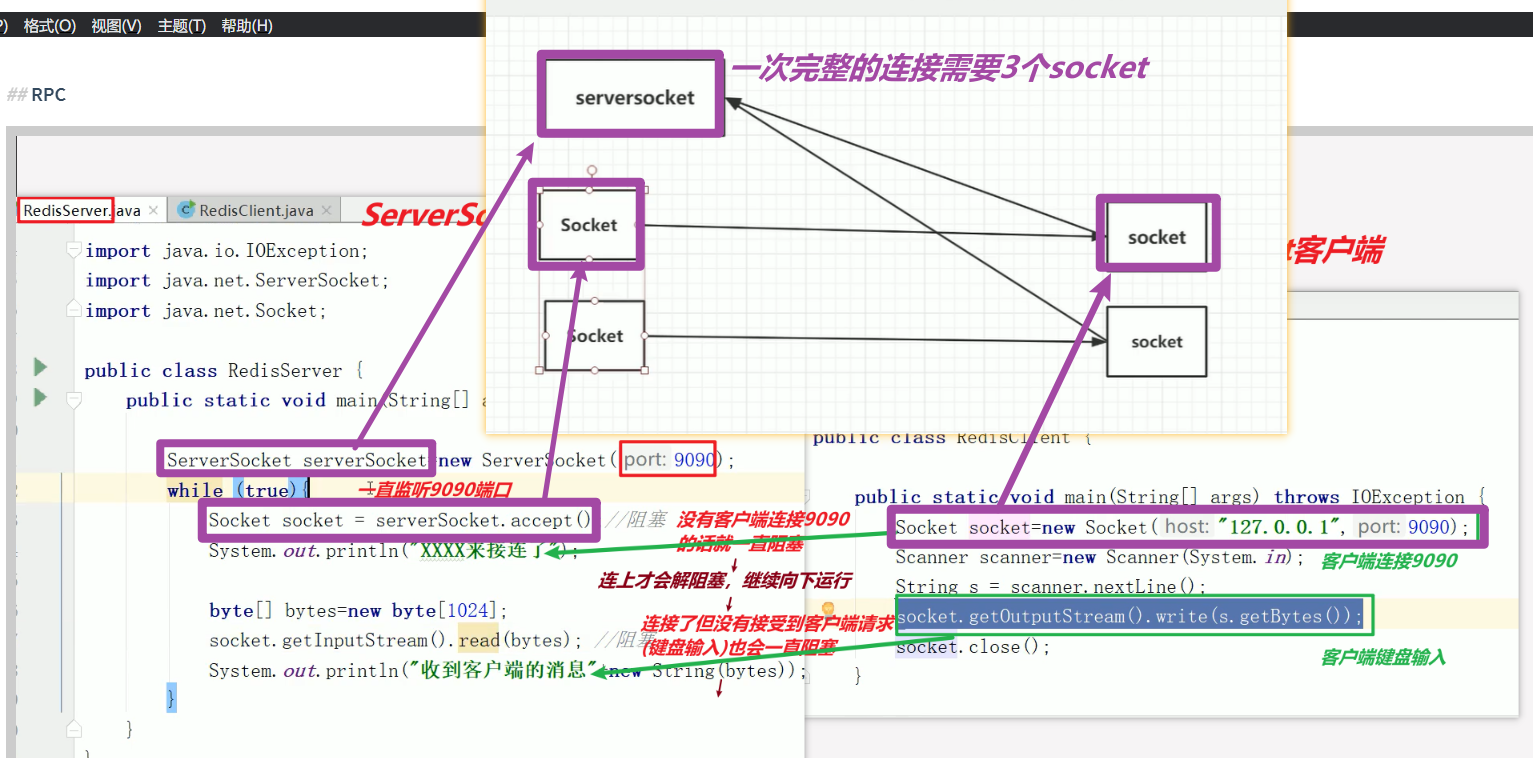 格式(O) 视图(V) 主题(T) 帮助(H)
## RPC
一次完整的连接需要3个socket
serversocket
Socket
socket
Socket
socket
RedisServer.java × RedisClient.java ×
客户端
import java.io.IOException;
import java.net.ServerSocket;
import java.net.Socket;
public class RedisServer {
public static void main(String[]
ServerSocket serverSocket=new ServerSocket( port: 9090);
while (true){
一直监听9090端口
Socket socket = serverSocket.accept() //阻塞
没有客户端连接9090
的话就一直阻塞
System.out.println("XXXX来接连了");
连上才会解阻塞，继续向下运行
byte[] bytes=new byte[1024];
连接了但没有接受到客户端请求
(键盘输入)也会一直阻塞
socket.getInputStream().read(bytes); //阻塞
System.out.println("收到客户端的消息"+new String(bytes));
}
}
}
public class RedisClient {
public static void main(String[] args) throws IOException {
Socket socket=new Socket( host: "127.0.0.1", port: 9090);
Scanner scanner=new Scanner(System.in);
客户端连接9090
String s = scanner.nextLine();
socket.getOutputStream().write(s.getBytes());
socket.close();
客户端键盘输入
}